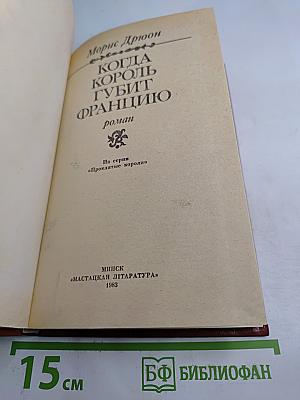 Морис Дрюон
КОГДА
КОРОЛЬ
ГУБИТ
ФРАНЦИЮ
роман
Из серии
«Проклятые короли»
МИНСК
«МАСТАЦКАЯ ЛІТАРАТУРА»
1983
15 см
БФ БИБЛИОФАН